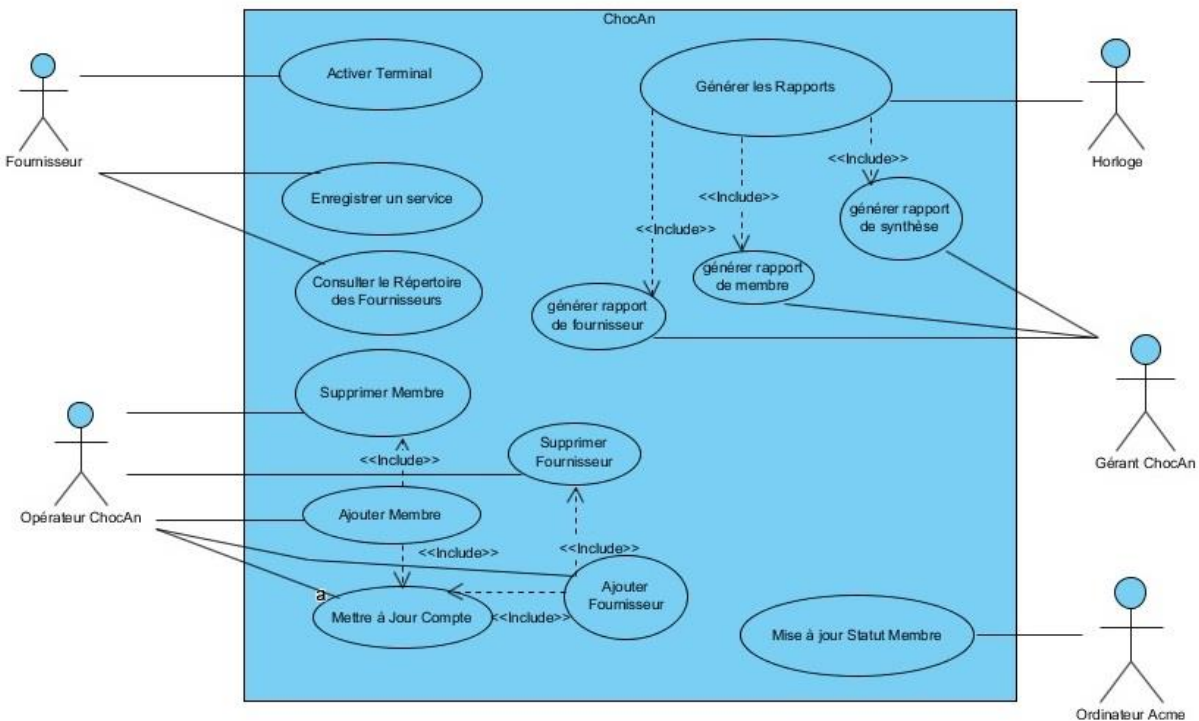 ChocAn
Activer Terminal
Générer les Rapports
Fournisseur
Horloge
<<Include>>
Enregistrer un service
<<Include>>
générer rapport
de synthèse
<<Include>>
Consulter le Répertoire
des Fournisseurs
générer rapport
de membre
générer rapport
de fournisseur
Supprimer Membre
Supprimer
Fournisseur
<<Include>>
Gérant ChocAn
Opérateur ChocAn
Ajouter Membre
<<Include>>
<<Include>>
a
Ajouter
Fournisseur
Mettre à Jour Compte
<<Include>>
Mise à jour Statut Membre
Ordinateur Acme